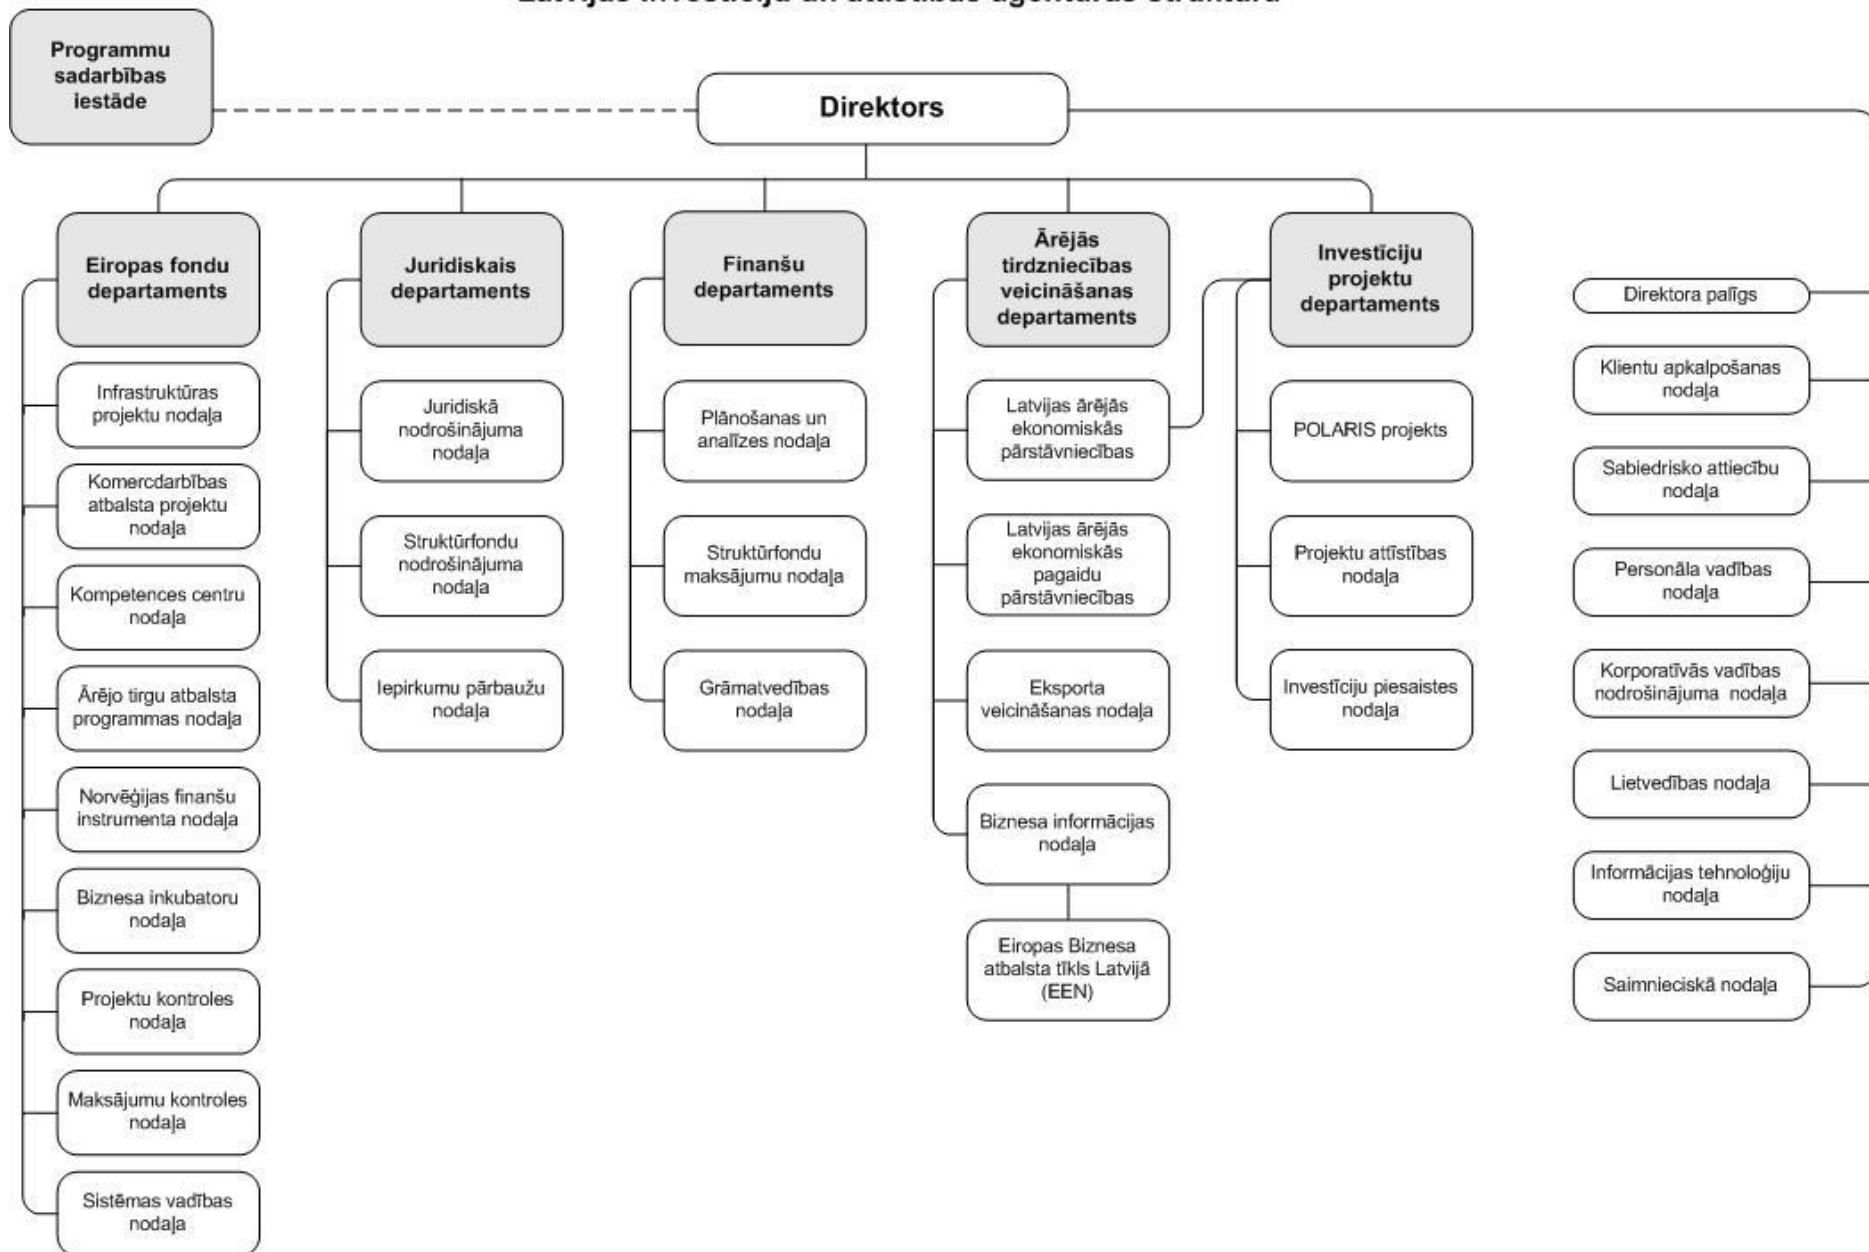 Latvijas Investīciju un attīstības aģentūras struktūra
Programmu
sadarbības
iestāde
Direktors
Eiropas fondu
departaments
Juridiskais
departaments
Finanšu
departaments
Ārējās
tirdzniecības
veicināšanas
departaments
Investīciju
projektu
departaments
Infrastruktūras
projektu nodaļa
Komercdarbības
atbalsta projektu
nodaļa
Kompetences centru
nodaļa
Ārējo tirgu atbalsta
programmas nodaļa
Norvēģijas finanšu
instrumenta nodaļa
Biznesa inkubatoru
nodaļa
Projektu kontroles
nodaļa
Maksājumu kontroles
nodaļa
Sistēmas vadības
nodaļa
Juridiskā
nodrošinājuma
nodaļa
Struktūrfondu
nodrošinājuma
nodaļa
Iepirkumu pārbaužu
nodaļa
Plānošanas un
analīzes nodaļa
Struktūrfondu
maksājumu nodaļa
Grāmatvedības
nodaļa
Latvijas ārējās
ekonomiskās
pārstāvniecības
Latvijas ārējās
ekonomiskās
pagaidu
pārstāvniecības
Eksporta
veicināšanas nodaļa
Biznesa informācijas
nodaļa
Eiropas Biznesa
atbalsta tīkls Latvijā
(EEN)
POLARIS projekts
Projektu attīstības
nodaļa
Investīciju piesaistes
nodaļa
Direktora palīgs
Klientu apkalpošanas
nodaļa
Sabiedrisko attiecību
nodaļa
Personāla vadības
nodaļa
Korporatīvās vadības
nodrošinājuma nodaļa
Lietvedības nodaļa
Informācijas tehnoloģiju
nodaļa
Saimnieciskā nodaļa